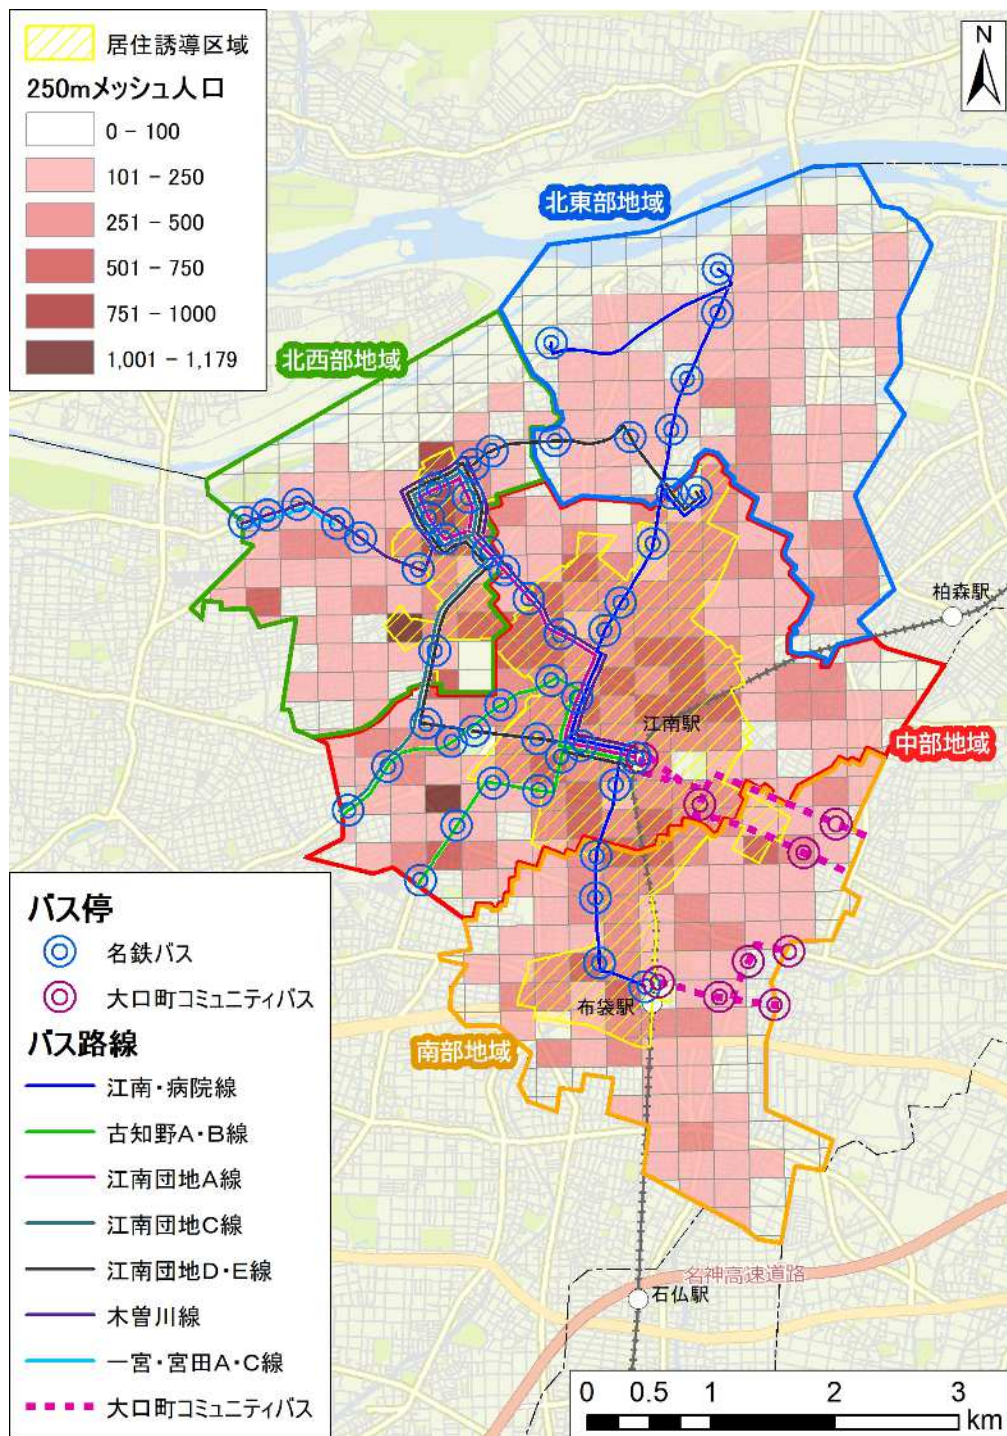 居住誘導区域
250mメッシュ人口
0 - 100
101 - 250
251 - 500
501 - 750
751 - 1000
1,001 - 1,179
N
北東部地域
北西部地域
柏森駅
江南駅
中部地域
布袋駅
南部地域
名神高速道路
石仏駅
バス停
名鉄バス
大口町コミュニティバス
バス路線
江南・病院線
古知野A・B線
江南団地A線
江南団地C線
江南団地D・E線
木曽川線
一宮・宮田A・C線
大口町コミュニティバス
0 0.5 1 2 3
km